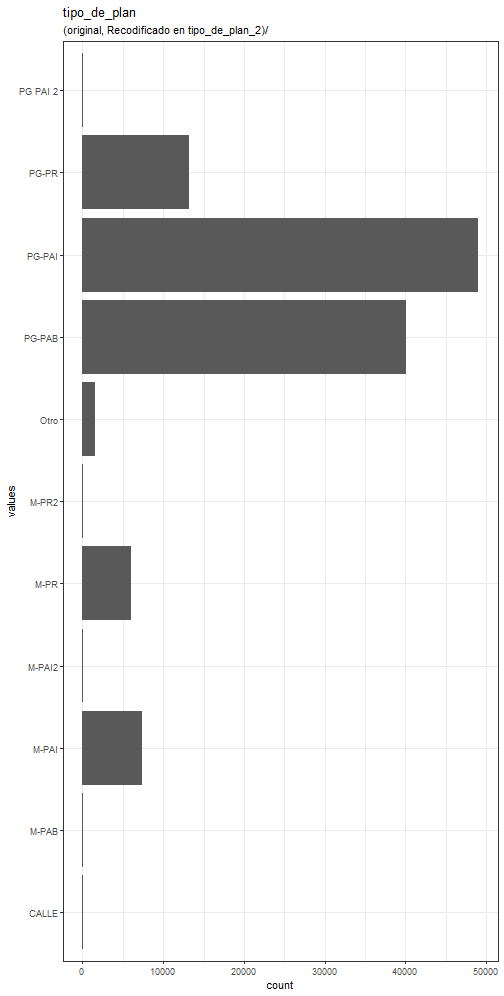 tipo_de_plan
(original, Recodificado en tipo_de_plan_2)/
PG PAI 2
PG-PR
PG-PAI
PG-PAB
Otro
M-PR2
M-PR
M-PAI2
M-PAI
M-PAB
CALLE
values
0 10000 20000 30000 40000 50000
count